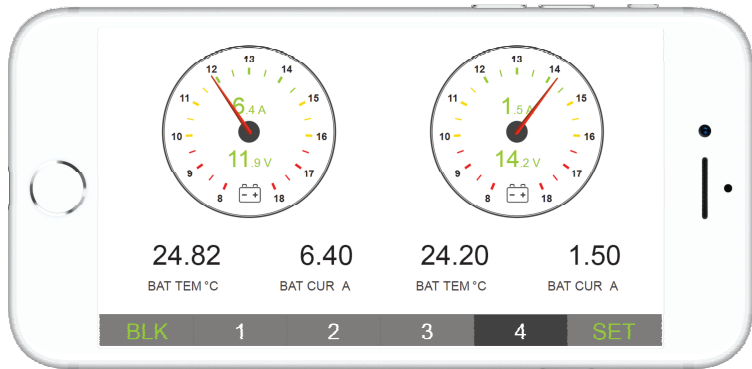 13 13
12 14 12 14
11 6.4 A 15 11 1.5 A 15
10 16 10 16
11.9 V 14.2 V
9 17 9 17
8 - + 18 8 - + 18
24.82 6.40 24.20 1.50
BAT TEM °C BAT CUR A BAT TEM °C BAT CUR A
BLK 1 2 3 4 SET